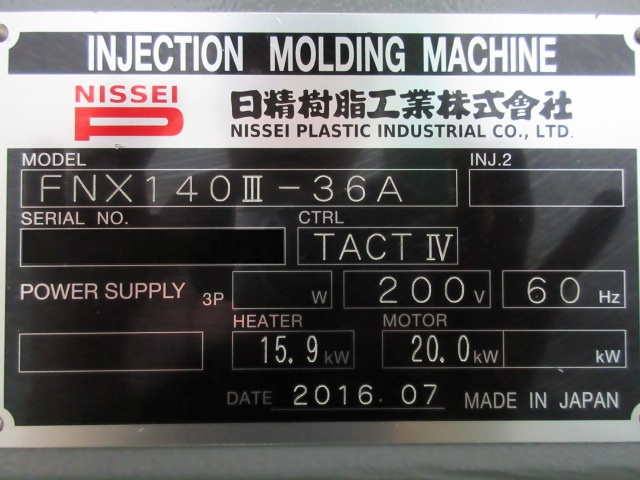 INJECTION MOLDING MACHINE
NISSEI
日精樹脂工業株式會社
NISSEI PLASTIC INDUSTRIAL CO., LTD.
MODEL INJ.2
FNX140Ⅲ-36A
SERIAL NO. CTRL
TACT Ⅳ
POWER SUPPLY 3P W 200 V 60 Hz
HEATER MOTOR
15.9 kW 20.0 kW kW
DATE 2016.07 MADE IN JAPAN